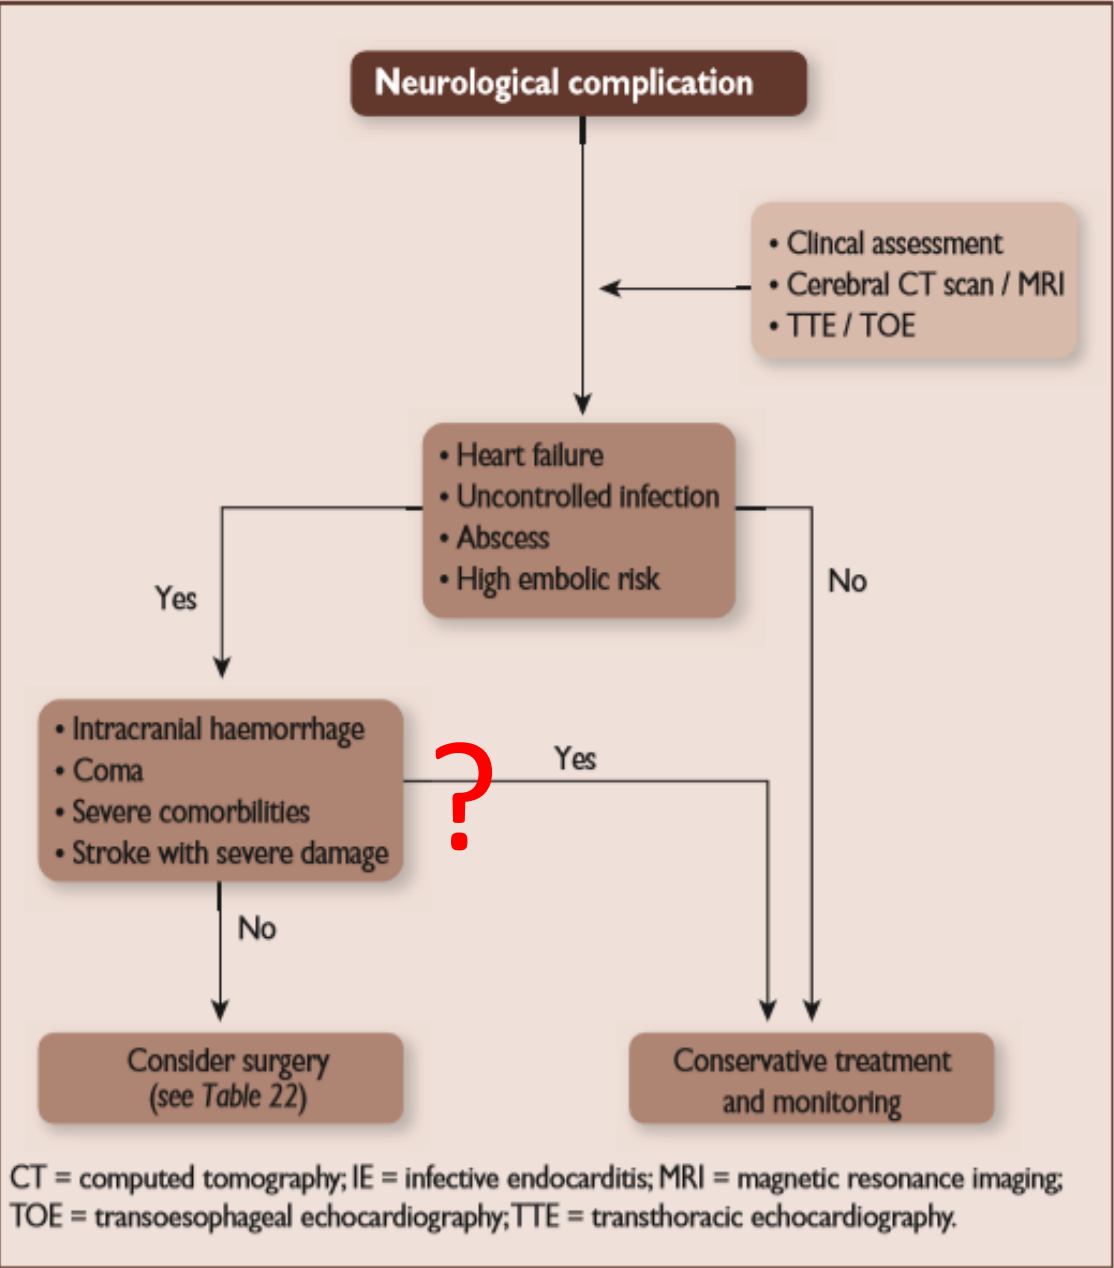 Neurological complication
• Clincal assessment
• Cerebral CT scan / MRI
• TTE / TOE
• Heart failure
• Uncontrolled infection
• Abscess
• High embolic risk
Yes
No
• Intracranial haemorrhage
• Coma
• Severe comorbilities
• Stroke with severe damage
?
Yes
No
Consider surgery
(see Table 22)
Conservative treatment
and monitoring
CT = computed tomography; IE = infective endocarditis; MRI = magnetic resonance imaging;
TOE = transoesophageal echocardiography; TTE = transthoracic echocardiography.